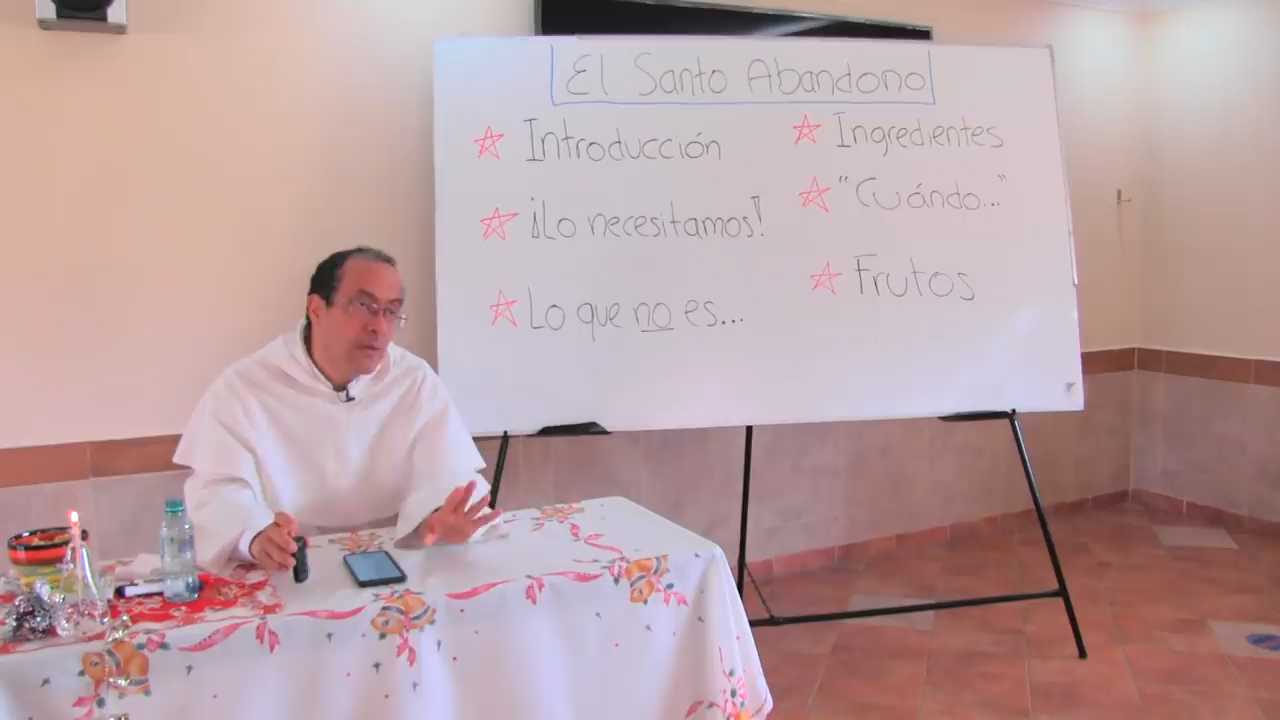 El Santo Abandono
Introducción
¡Lo necesitamos!
Lo que no es...
Ingredientes
"Cuándo..."
Frutos